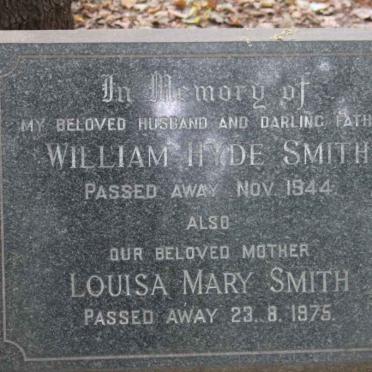 In Memory of
MY BELOVED HUSBAND AND DARLING FATH
WILLIAM HYDE SMITH
PASSED AWAY NOV. 1944.
ALSO
OUR BELOVED MOTHER
LOUISA MARY SMITH
PASSED AWAY 23. 8. 1975.